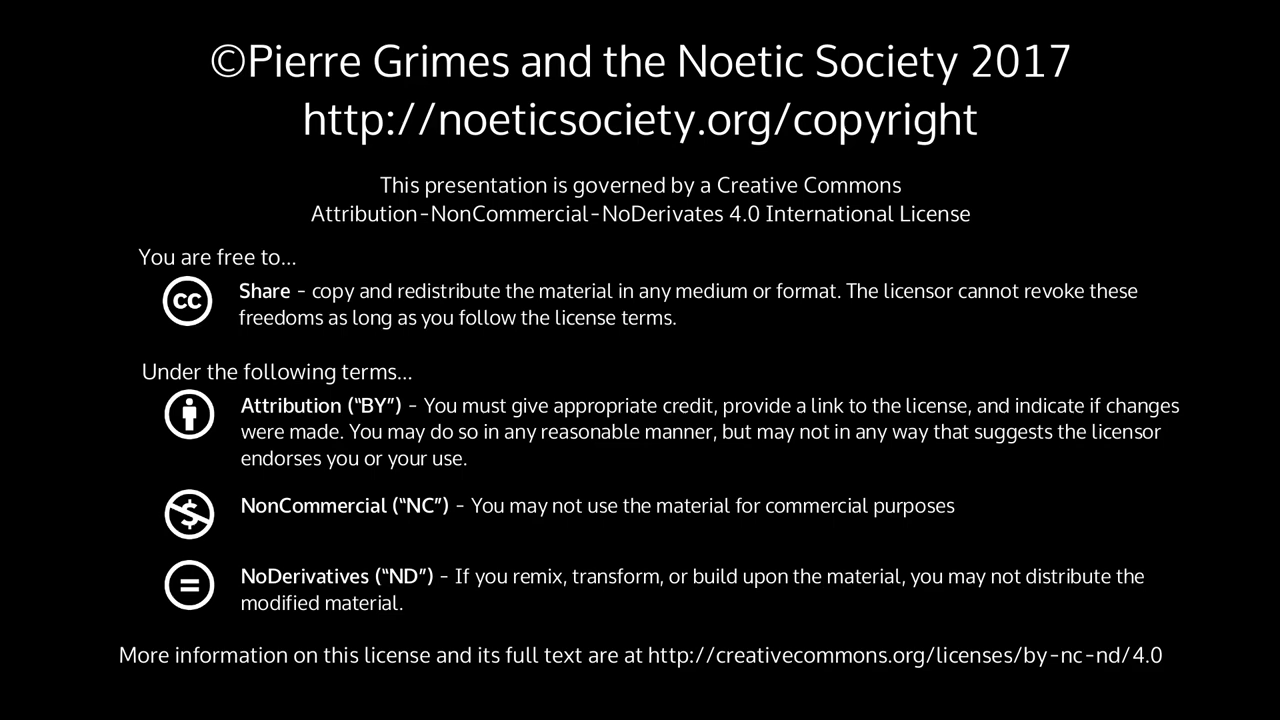 ©Pierre Grimes and the Noetic Society 2017
http://noeticsociety.org/copyright
This presentation is governed by a Creative Commons
Attribution-NonCommercial-NoDerivates 4.0 International License
You are free to...
cc
Share - copy and redistribute the material in any medium or format. The licensor cannot revoke these
freedoms as long as you follow the license terms.
Under the following terms...
Attribution (“BY”) - You must give appropriate credit, provide a link to the license, and indicate if changes
were made. You may do so in any reasonable manner, but may not in any way that suggests the licensor
endorses you or your use.
NonCommercial (“NC”) - You may not use the material for commercial purposes
NoDerivatives (“ND”) - If you remix, transform, or build upon the material, you may not distribute the
modified material.
More information on this license and its full text are at http://creativecommons.org/licenses/by-nc-nd/4.0